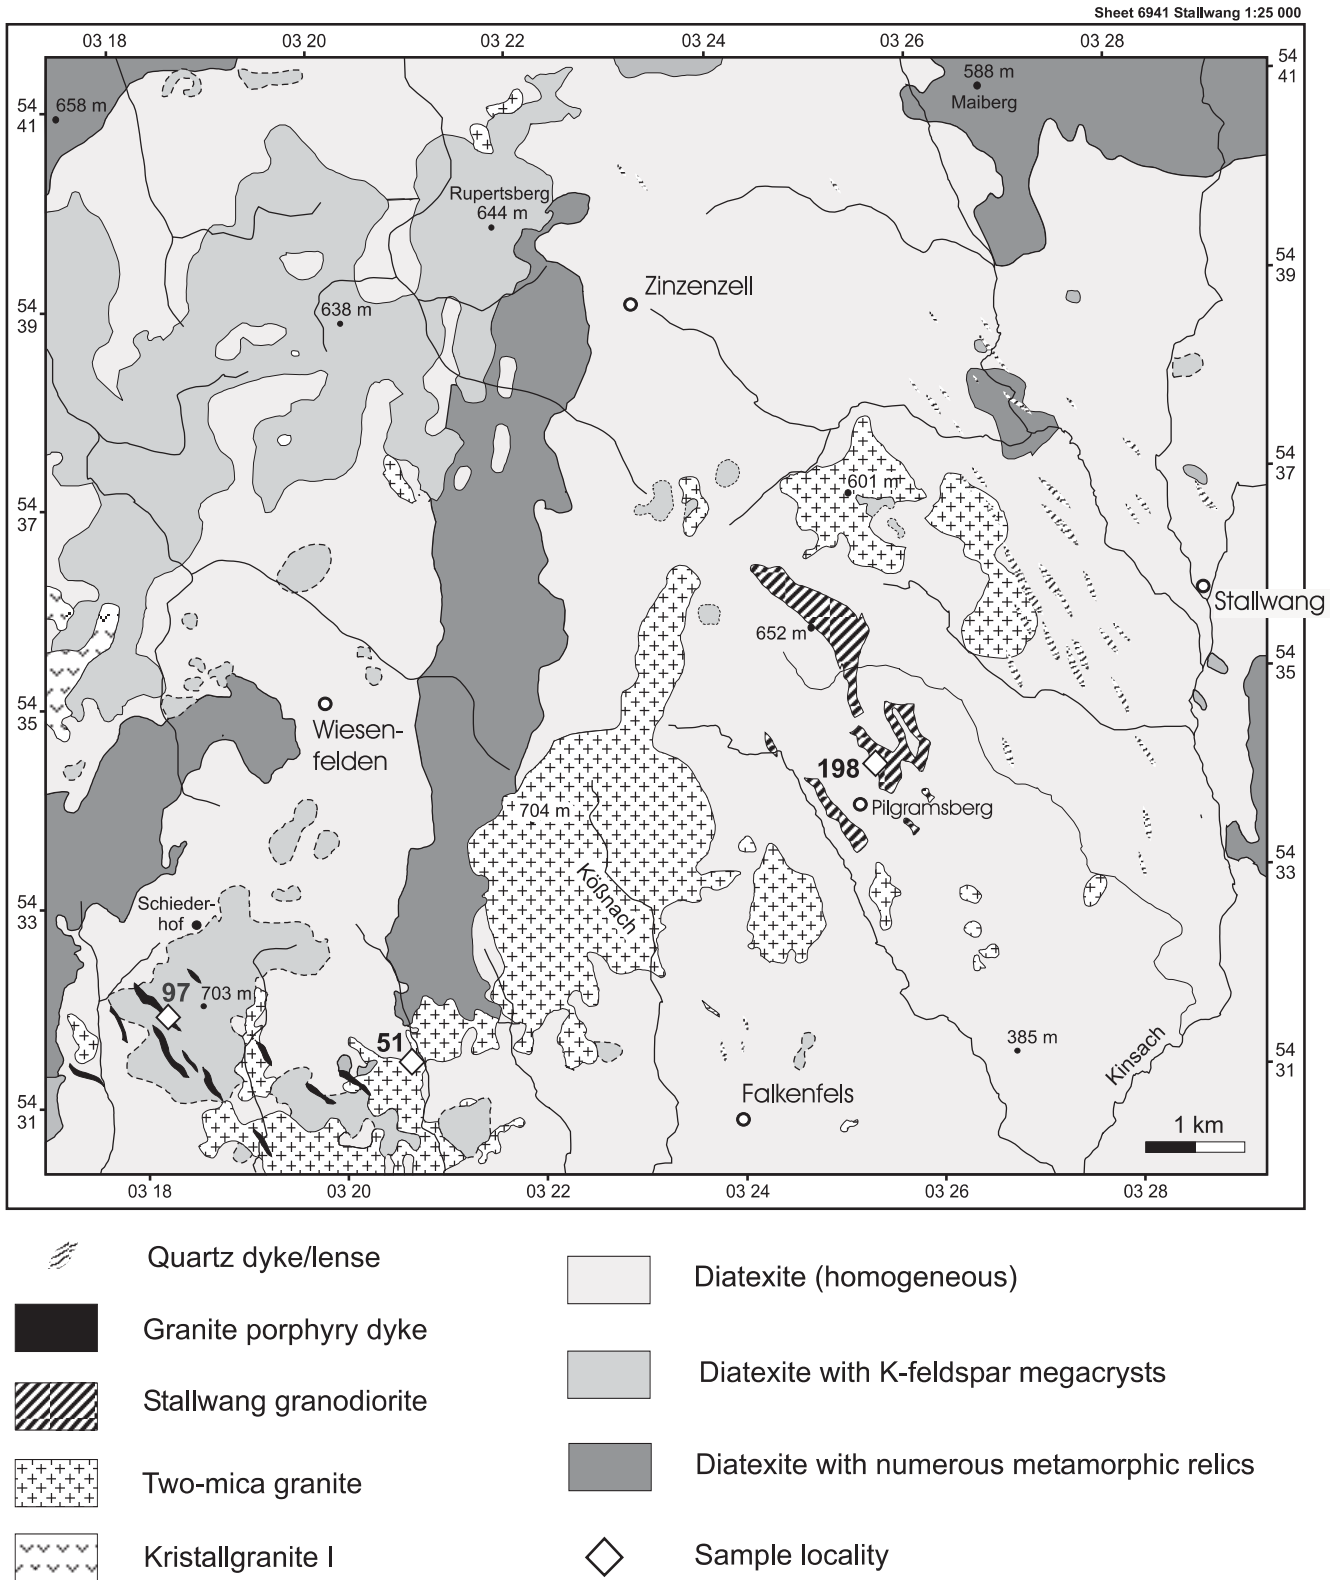 Sheet 6941 Stallwang 1:25 000
03 18
03 20
03 22
03 24
03 26
03 28
54
41
54
41
658 m
588 m
Maiberg
Rupertsberg
644 m
54
39
Zinzenzell
54
39
638 m
54
37
601 m
54
37
Stallwang
652 m
54
35
54
35
Wiesen-
felden
198
Pilgramsberg
704 m
Kößnach
54
33
Schieder-
hof
54
33
97
703 m
51
385 m
Kinsach
54
31
Falkenfels
54
31
1 km
03 18
03 20
03 22
03 24
03 26
03 28
Quartz dyke/lense
Granite porphyry dyke
Stallwang granodiorite
Two-mica granite
Kristallgranite I
Diatexite (homogeneous)
Diatexite with K-feldspar megacrysts
Diatexite with numerous metamorphic relics
Sample locality